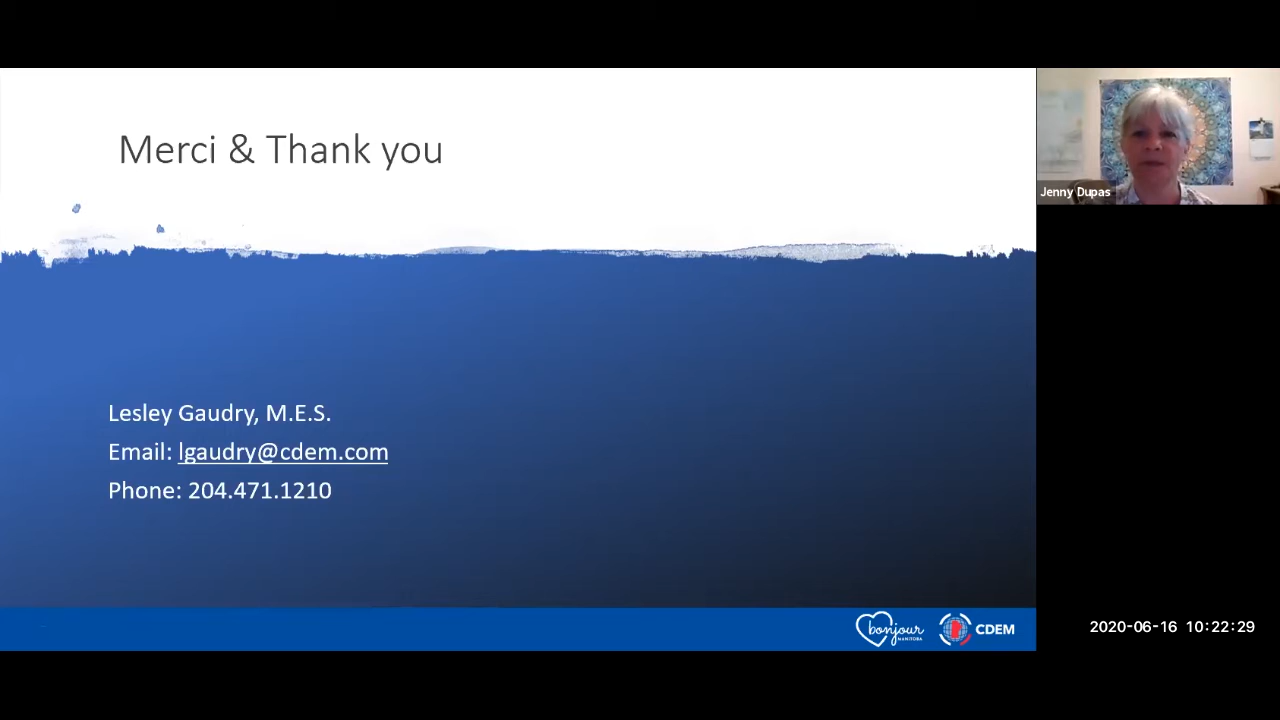 Merci & Thank you
Jenny Dupas
Lesley Gaudry, M.E.S.
Email: lgaudry@cdem.com
Phone: 204.471.1210
bonjour
MANITOBA
CDEM
2020-06-16 10:22:29